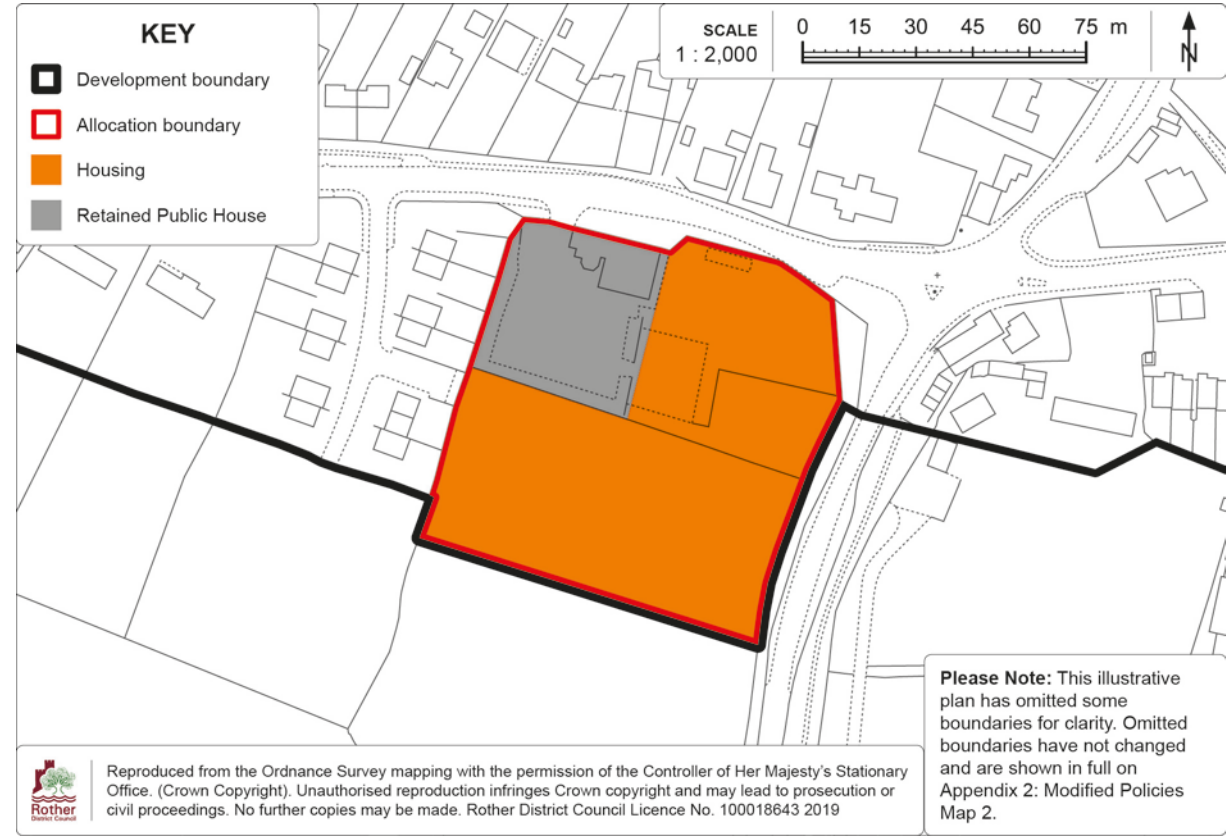 KEY
Development boundary
Allocation boundary
Housing
Retained Public House
SCALE
1 : 2,000
0 15 30 45 60 75 m
N
Please Note: This illustrative
plan has omitted some
boundaries for clarity. Omitted
boundaries have not changed
and are shown in full on
Appendix 2: Modified Policies
Map 2.
Rother
District Council
Reproduced from the Ordnance Survey mapping with the permission of the Controller of Her Majesty's Stationary
Office. (Crown Copyright). Unauthorised reproduction infringes Crown copyright and may lead to prosecution or
civil proceedings. No further copies may be made. Rother District Council Licence No. 100018643 2019